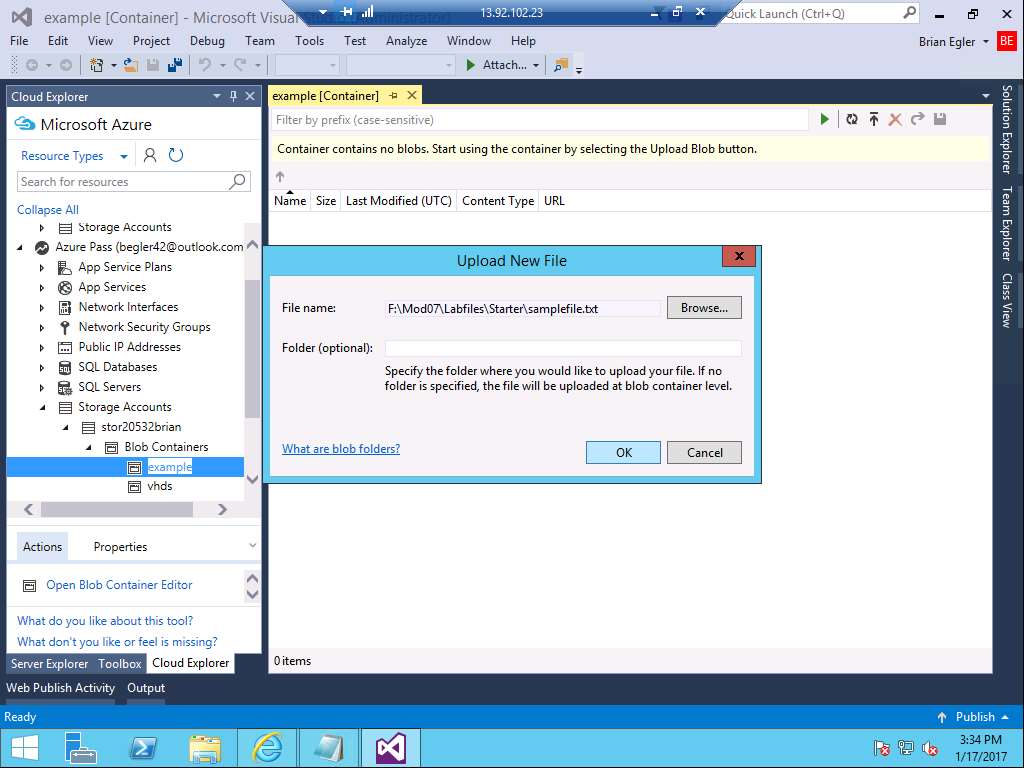 example [Container] - Microsoft Visual Studio (Administrator)
13.92.102.23
Quick Launch (Ctrl+Q)
File Edit View Project Debug Team Tools Test Analyze Window Help
Brian Egler
BE
Attach...
Cloud Explorer
example [Container]
Microsoft Azure
Filter by prefix (case-sensitive)
Resource Types
Container contains no blobs. Start using the container by selecting the Upload Blob button.
Search for resources
Name Size Last Modified (UTC) Content Type URL
Collapse All
Storage Accounts
Azure Pass (begler42@outlook.com
App Service Plans
App Services
Network Interfaces
Network Security Groups
Public IP Addresses
SQL Databases
SQL Servers
Storage Accounts
stor20532brian
Blob Containers
example
vhds
Upload New File
File name:
F:\Mod07\Labfiles\Starter\samplefile.txt
Browse...
Folder (optional):
Specify the folder where you would like to upload your file. If no
folder is specified, the file will be uploaded at blob container level.
What are blob folders?
OK
Cancel
Solution Explorer
Team Explorer
Class View
Actions
Properties
Open Blob Container Editor
What do you like about this tool?
What don't you like or feel is missing?
0 items
Server Explorer
Toolbox
Cloud Explorer
Web Publish Activity
Output
Ready
Publish
3:34 PM
1/17/2017